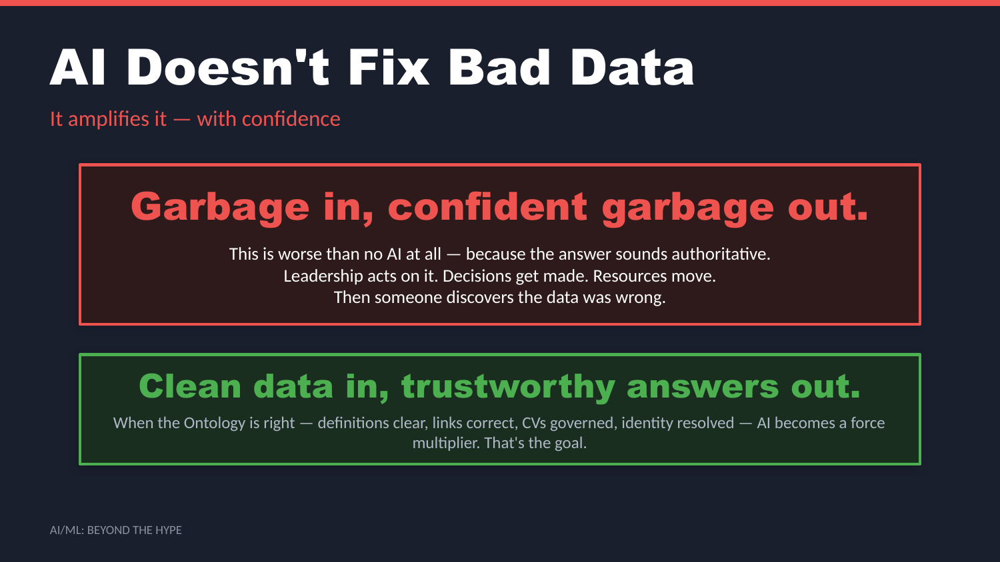 AI Doesn't Fix Bad Data
It amplifies it — with confidence
Garbage in, confident garbage out.
This is worse than no AI at all — because the answer sounds authoritative.
Leadership acts on it. Decisions get made. Resources move.
Then someone discovers the data was wrong.
Clean data in, trustworthy answers out.
When the Ontology is right — definitions clear, links correct, CVs governed, identity resolved — AI becomes a force
multiplier. That's the goal.
AI/ML: BEYOND THE HYPE